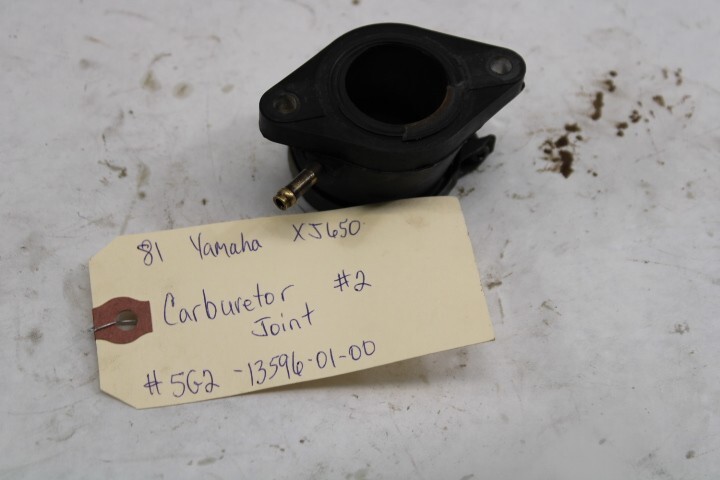 81 Yamaha XJ650
Carburetor #2
Joint
#5G2-13596-01-00